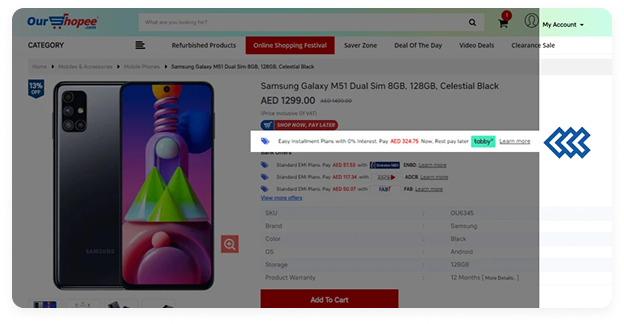 OurShopee
.com
What are you looking for?
1
My Account
CATEGORY
Refurbished Products
Online Shopping Festival
Saver Zone
Deal Of The Day
Video Deals
Clearance Sale
Home > Mobiles & Accessories > Mobile Phones > Samsung Galaxy M51 Dual Sim 8GB, 128GB, Celestial Black
13%
OFF
SAMSUNG
Samsung Galaxy M51 Dual Sim 8GB, 128GB, Celestial Black
AED 1299.00 AED 1499.00
(Price Inclusive Of VAT)
SHOP NOW, PAY LATER
Easy Installment Plans with 0% Interest. Pay AED 324.75 Now, Rest pay later tabby Learn more
Bank Offers
Standard EMI Plans. Pay AED 57.53 with Emirates NBD ENBD. Learn more
Standard EMI Plans. Pay AED 117.34 with ADCB. Learn more
Standard EMI Plans. Pay AED 50.07 with FAB FAB. Learn more
View more offers
SKU : OU6345
Brand : Samsung
Color : Black
OS : Android
Storage : 128GB
Product Warranty : 12 Months [ More Details.. ]
Add To Cart